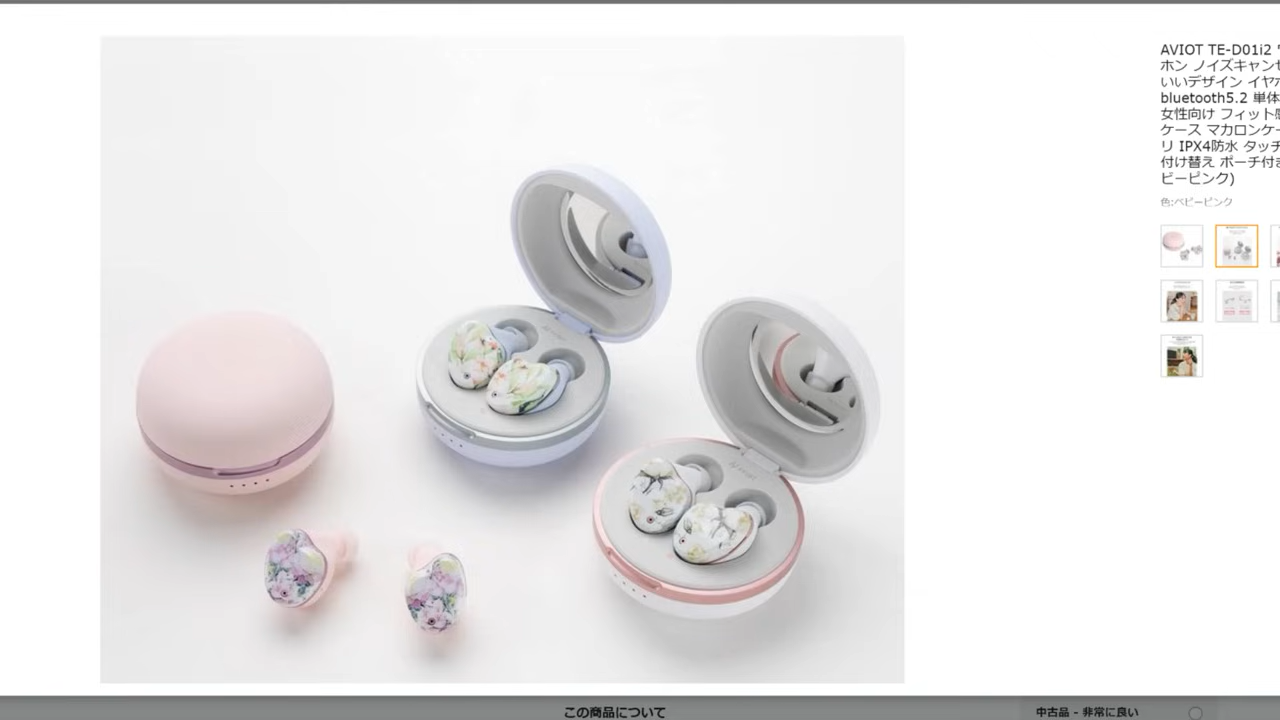 AVIOT TE-D01i2
ホン ノイズキャンセ
いいデザイン イヤホ
bluetooth5.2 単体
女性向け フィット感
ケース マカロンケー
リ IPX4防水 タッチ
付け替え ポーチ付き
ビーピンク)
色:ベビーピンク
この商品について
中古品 - 非常に良い